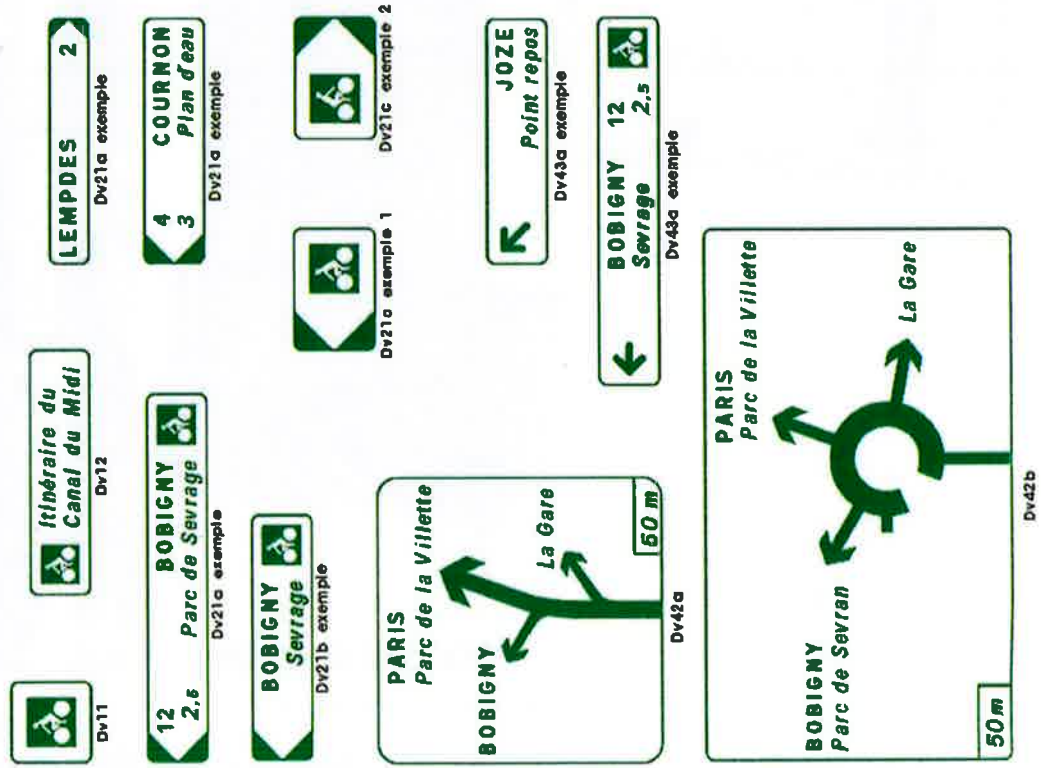 Dv11
Itinéraire du
Canal du Midi
Dv12
LEMPDES 2
Dv21a exemple
12 BOBIGNY
2,5 Parc de Sevrage
Dv21a exemple
4 COURNON
3 Plan d'eau
Dv21a exemple
BOBIGNY
Sevrage
Dv21b exemple
Dv21a exemple 1
Dv21c exemple 2
PARIS
Parc de la Villette
BOBIGNY
La Gare
50 m
Dv42a
JOZE
Point repos
Dv43a exemple
BOBIGNY 12
Sevrage 2,5
Dv43a exemple
PARIS
Parc de la Villette
BOBIGNY
Parc de Sevran
La Gare
50 m
Dv42b